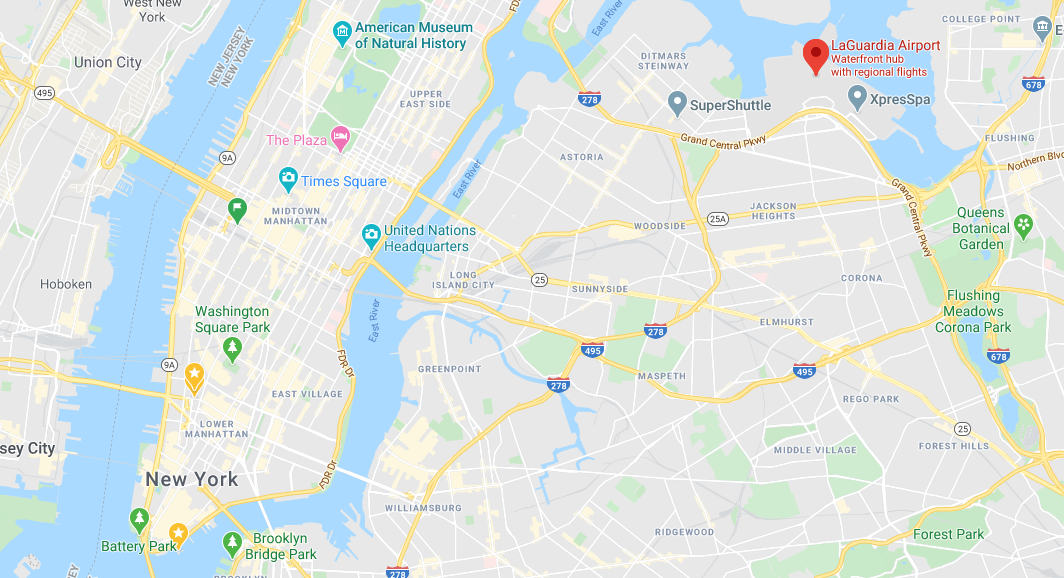 West New
York
FDR
East River
COLLEGE POINT
American Museum
of Natural History
NEW JERSEY
NEW YORK
Union City
DITMARS
STEINWAY
LaGuardia Airport
Waterfront hub
with regional flights
E
495
UPPER
EAST SIDE
278
SuperShuttle
XpresSpa
678
The Plaza
Grand Central Pkwy
FLUSHING
9A
ASTORIA
East River
Northern Blvd
Times Square
MIDTOWN
MANHATTAN
JACKSON
HEIGHTS
25A
WOODSIDE
Grand Central Pkwy
Queens
Botanical
Garden
United Nations
Headquarters
Hoboken
LONG
ISLAND CITY
25
SUNNYSIDE
CORONA
Washington
Square Park
East River
ELMHURST
Flushing
Meadows
Corona Park
278
495
678
9A
FDR Dr
GREENPOINT
278
MASPETH
495
EAST VILLAGE
REGO PARK
LOWER
MANHATTAN
25
sey City
MIDDLE VILLAGE
FOREST HILLS
New York
FDR Dr
WILLIAMSBURG
RIDGEWOOD
Forest Park
Battery Park
Brooklyn
Bridge Park
278